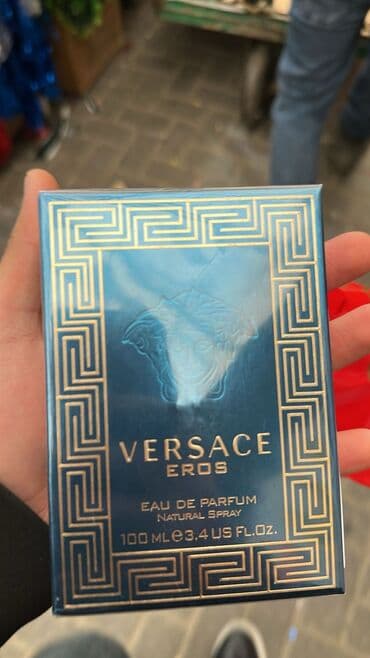 VERSACE
EROS
EAU DE PARFUM
NATURAL SPRAY
100 ML e 3,4 US FL.OZ.